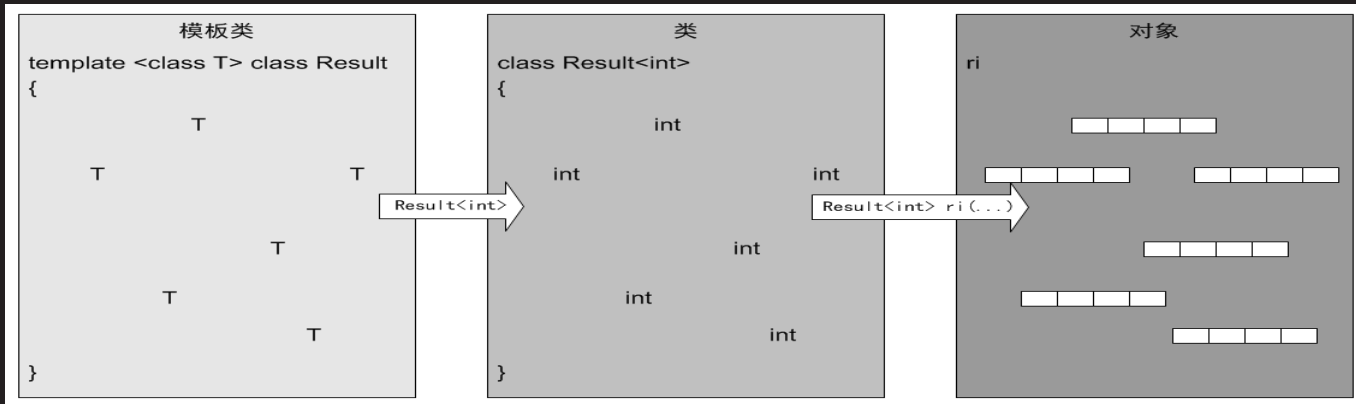 模板类
template <class T> class Result
{
T
T T
T
T
T
}
Result<int>
类
class Result<int>
{
int
int int
int
int
int
}
Result<int> ri(...)
对象
ri